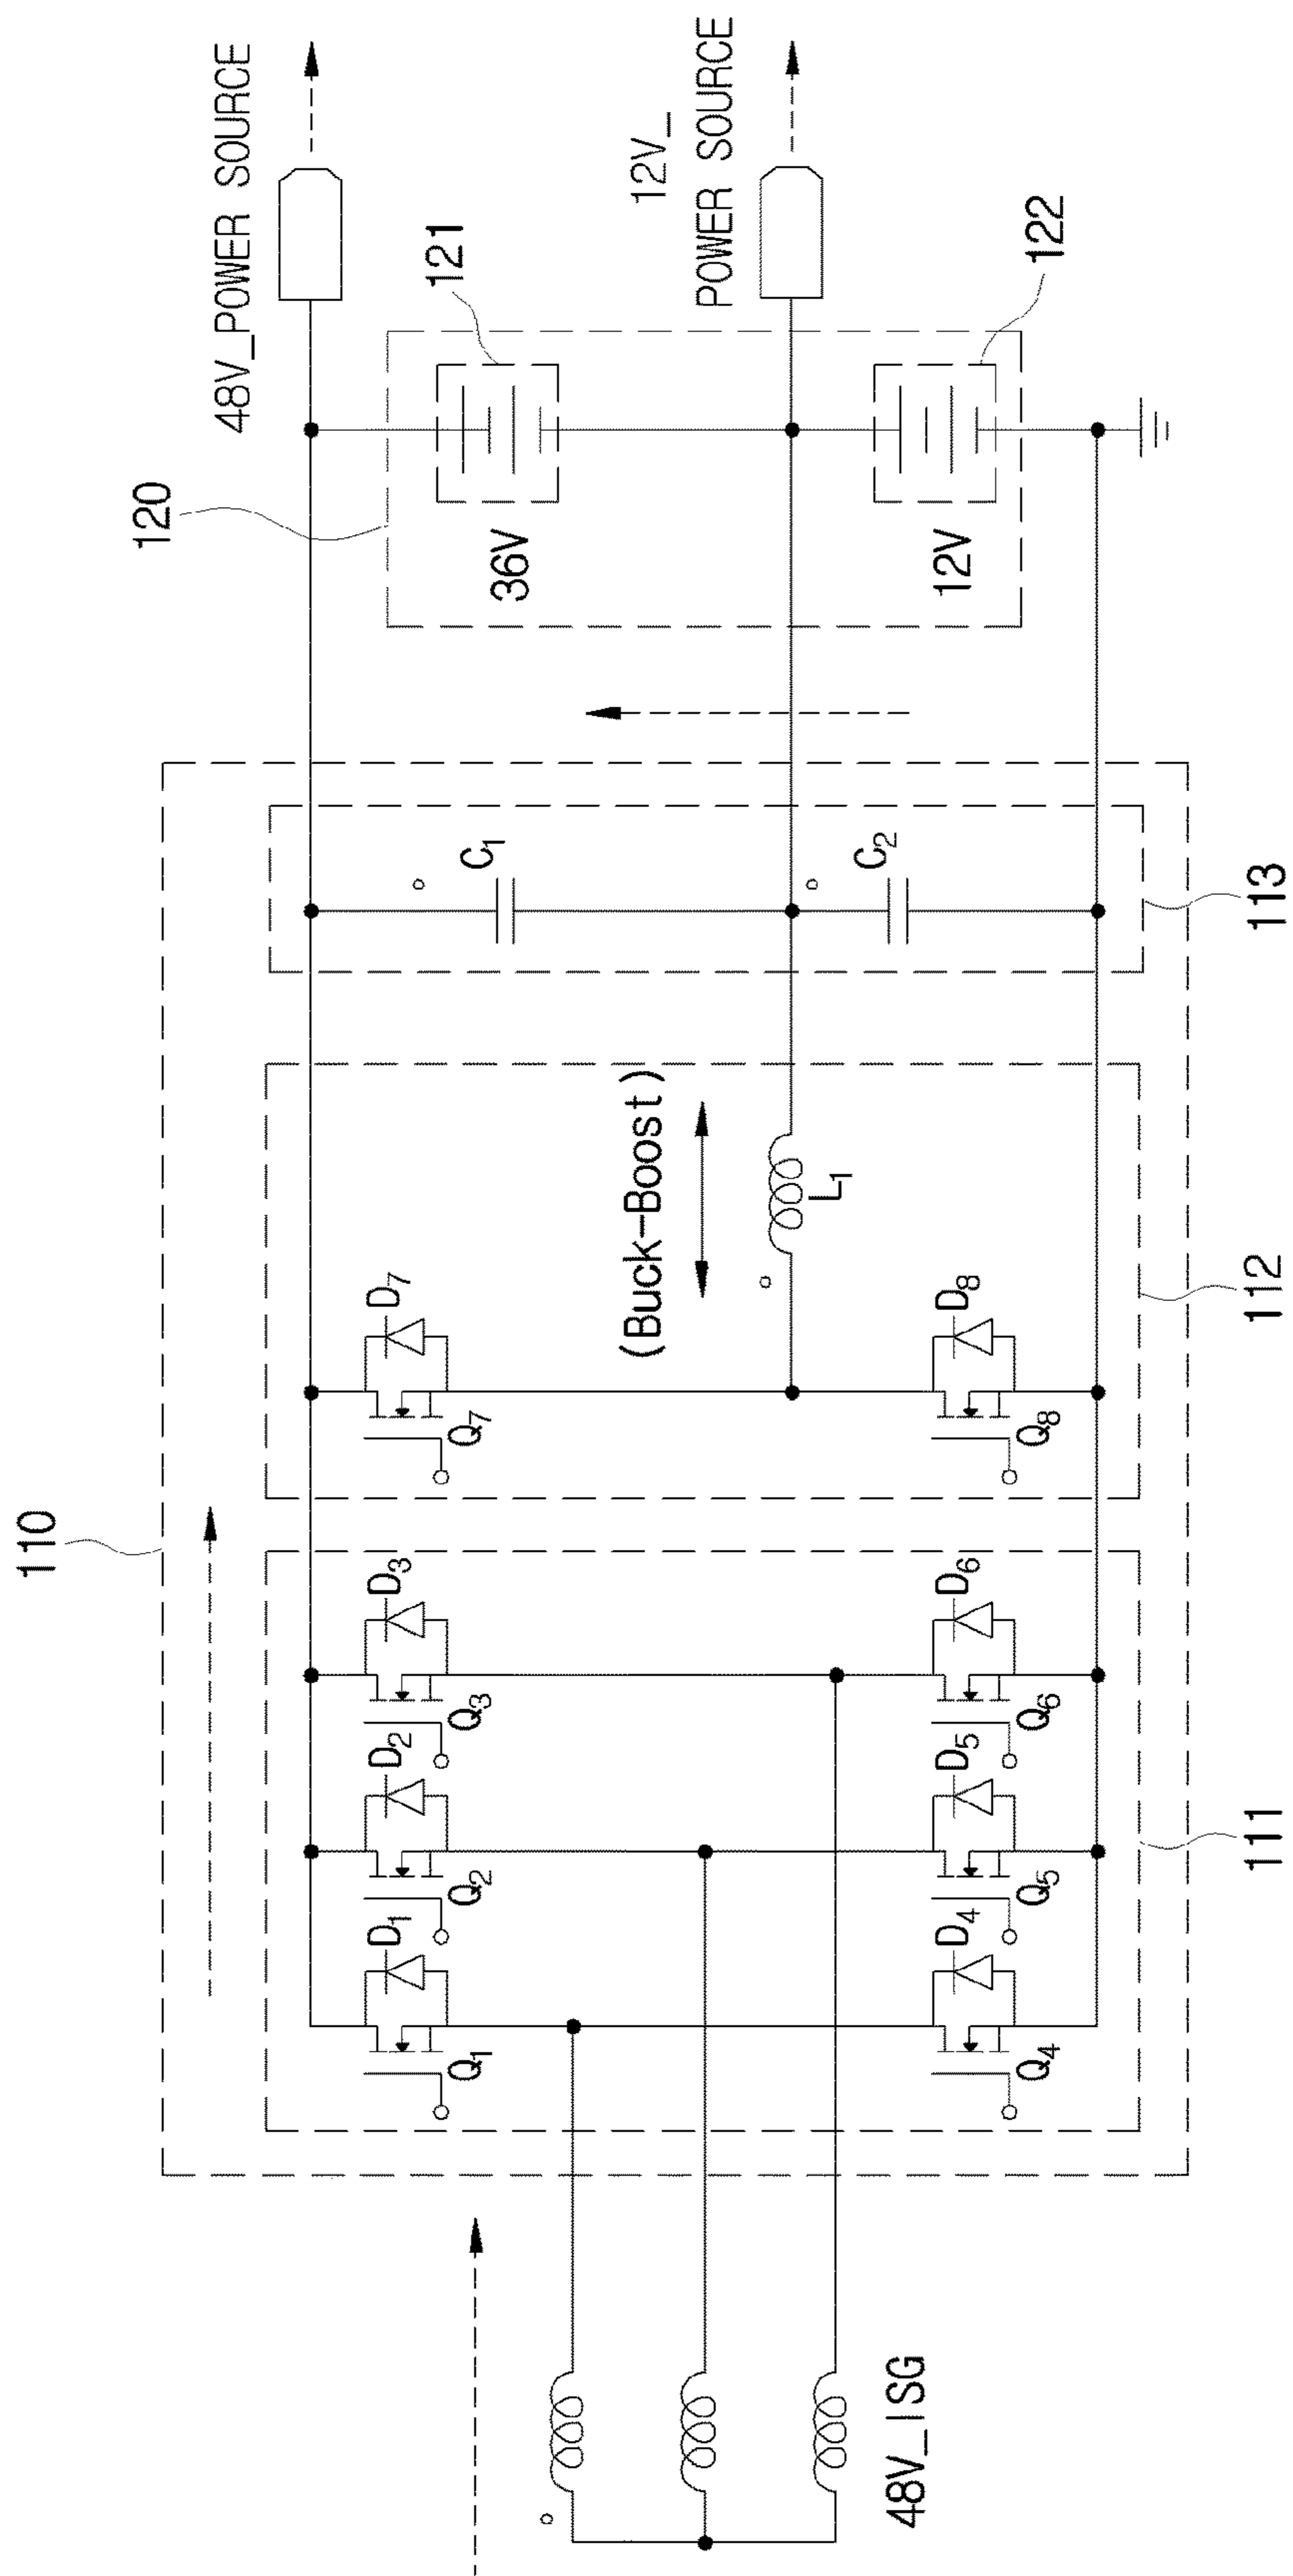 110
48V_POWER SOURCE
120
121
36V
12V_
POWER SOURCE
12V
122
C1
C2
113
(Buck-Boost)
L1
D7
Q7
D8
Q8
112
D1
Q1
D2
Q2
D3
Q3
D4
Q4
D5
Q5
D6
Q6
111
48V_ISG